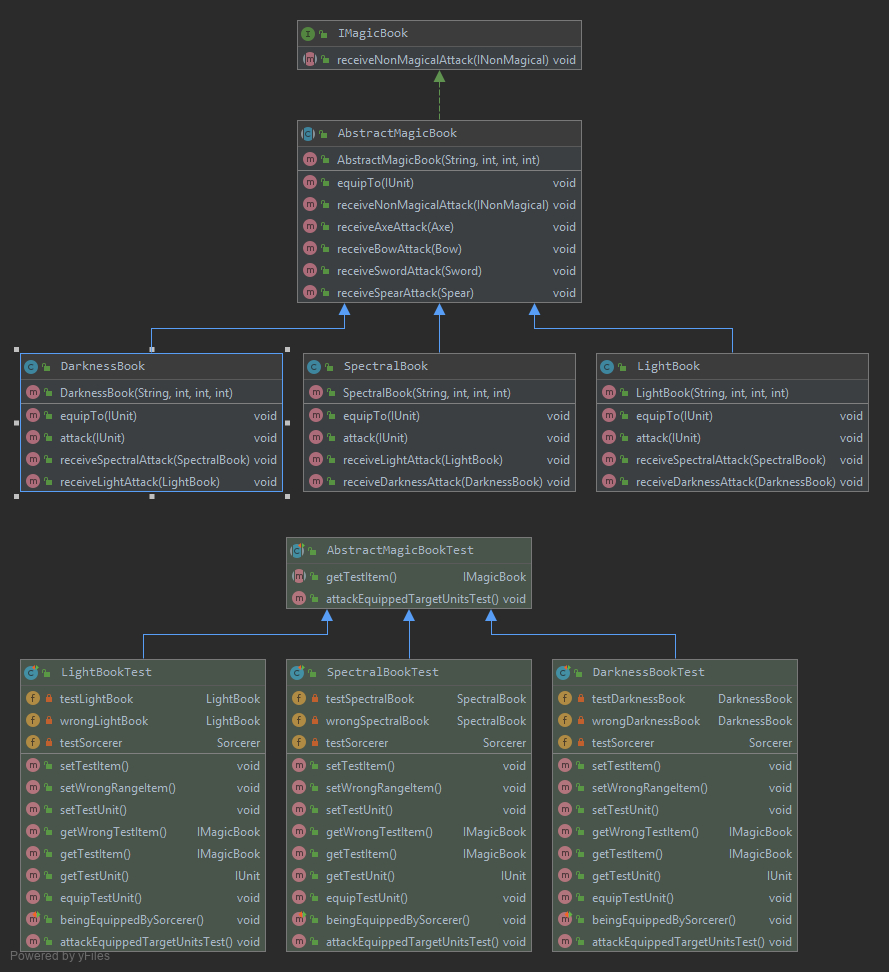 IMagicBook
receiveNonMagicalAttack(INonMagical) void
AbstractMagicBook
AbstractMagicBook(String, int, int, int)
equipTo(IUnit) void
receiveNonMagicalAttack(INonMagical) void
receiveAxeAttack(Axe) void
receiveBowAttack(Bow) void
receiveSwordAttack(Sword) void
receiveSpearAttack(Spear) void
DarknessBook
DarknessBook(String, int, int, int)
equipTo(IUnit) void
attack(IUnit) void
receiveSpectralAttack(SpectralBook) void
receiveLightAttack(LightBook) void
SpectralBook
SpectralBook(String, int, int, int)
equipTo(IUnit) void
attack(IUnit) void
receiveLightAttack(LightBook) void
receiveDarknessAttack(DarknessBook) void
LightBook
LightBook(String, int, int, int)
equipTo(IUnit) void
attack(IUnit) void
receiveSpectralAttack(SpectralBook) void
receiveDarknessAttack(DarknessBook) void
AbstractMagicBookTest
getTestItem() IMagicBook
attackEquippedTargetUnitsTest() void
LightBookTest
testLightBook LightBook
wrongLightBook LightBook
testSorcerer Sorcerer
setTestItem() void
setWrongRangeItem() void
setTestUnit() void
getWrongTestItem() IMagicBook
getTestItem() IMagicBook
getTestUnit() IUnit
equipTestUnit() void
beingEquippedBySorcerer() void
attackEquippedTargetUnitsTest() void
SpectralBookTest
testSpectralBook SpectralBook
wrongSpectralBook SpectralBook
testSorcerer Sorcerer
setTestItem() void
setWrongRangeItem() void
setTestUnit() void
getWrongTestItem() IMagicBook
getTestItem() IMagicBook
getTestUnit() IUnit
equipTestUnit() void
beingEquippedBySorcerer() void
attackEquippedTargetUnitsTest() void
DarknessBookTest
testDarknessBook DarknessBook
wrongDarknessBook DarknessBook
testSorcerer Sorcerer
setTestItem() void
setWrongRangeItem() void
setTestUnit() void
getWrongTestItem() IMagicBook
getTestItem() IMagicBook
getTestUnit() IUnit
equipTestUnit() void
beingEquippedBySorcerer() void
attackEquippedTargetUnitsTest() void
Powered by yFiles